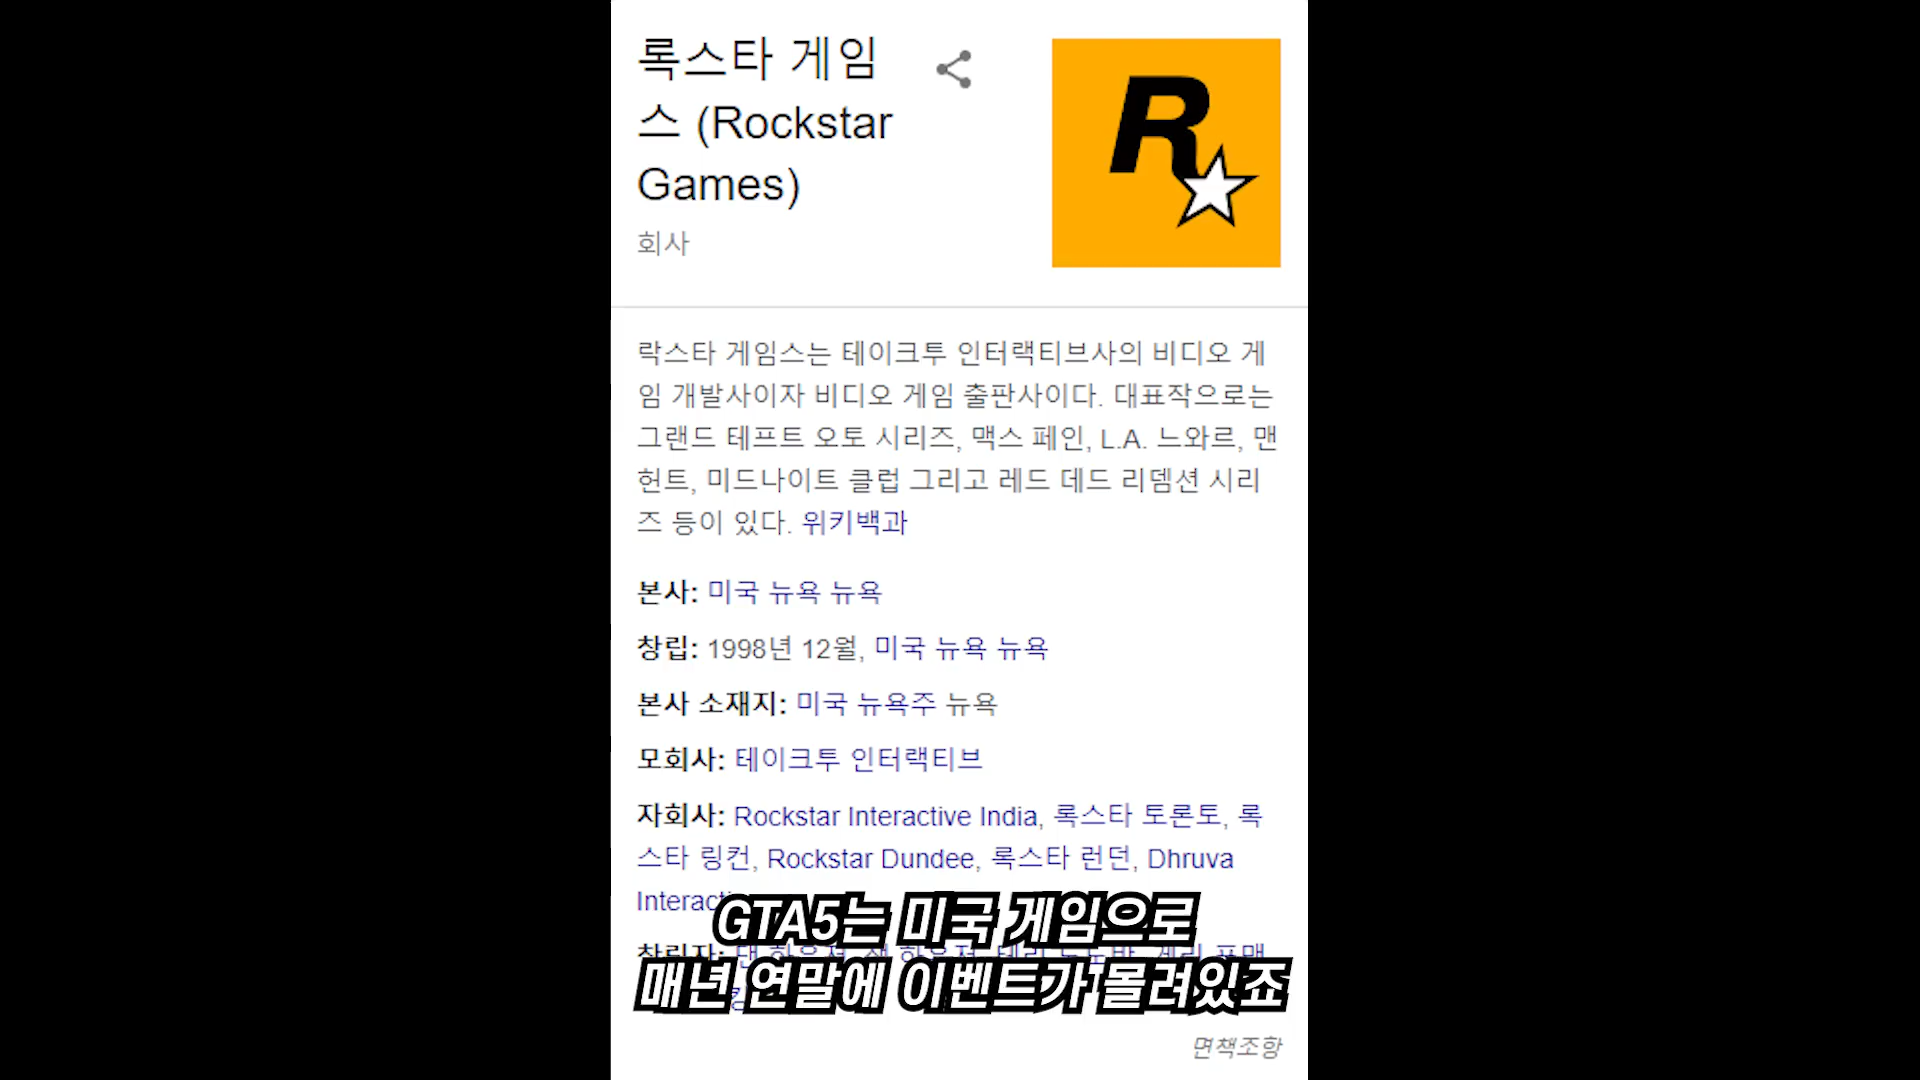 록스타 게임
스 (Rockstar
Games)
회사
R
락스타 게임스는 테이크투 인터랙티브사의 비디오 게
임 개발사이자 비디오 게임 출판사이다. 대표작으로는
그랜드 테프트 오토 시리즈, 맥스 페인, L.A. 느와르, 맨
헌트, 미드나이트 클럽 그리고 레드 데드 리뎀션 시리
즈 등이 있다. 위키백과
본사: 미국 뉴욕 뉴욕
창립: 1998년 12월, 미국 뉴욕 뉴욕
본사 소재지: 미국 뉴욕주 뉴욕
모회사: 테이크투 인터랙티브
자회사: Rockstar Interactive India, 록스타 토론토, 록
스타 링컨, Rockstar Dundee, 록스타 런던, Dhruva
GTA5는 미국 게임으로
매년 연말에 이벤트가 몰려있죠
면책조항